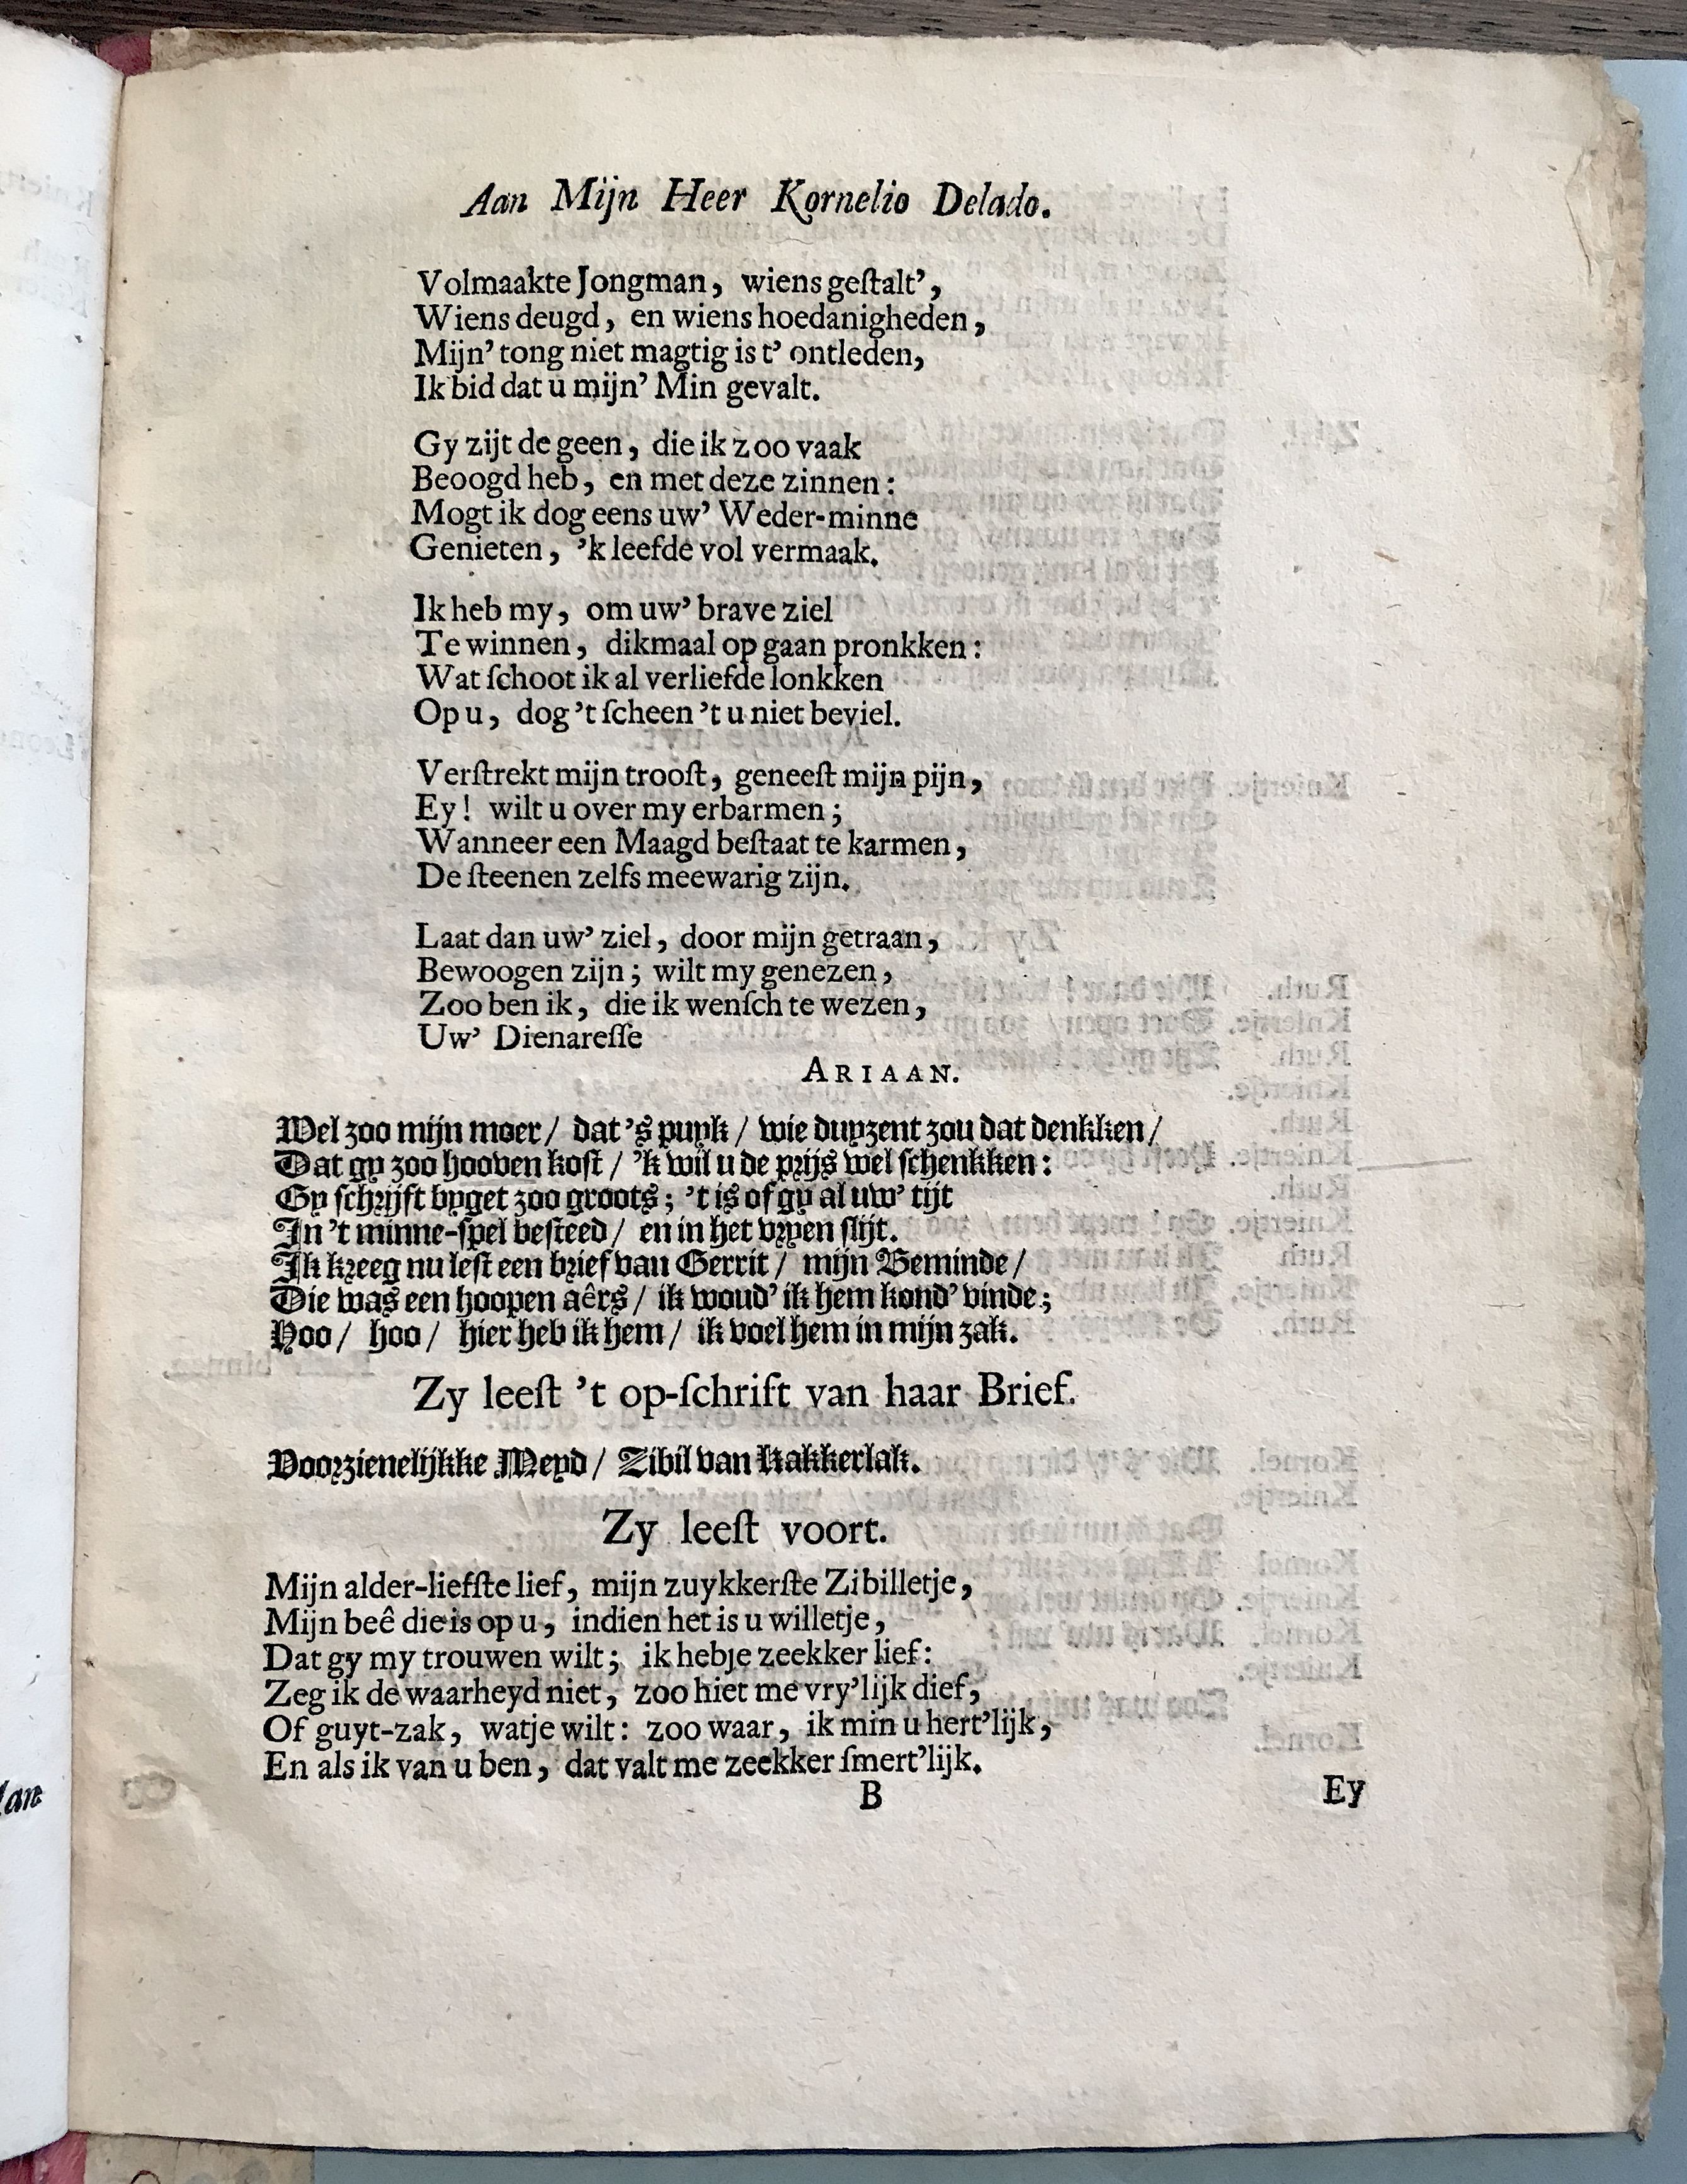 Aan Mijn Heer Kornelio Delado.
Volmaakte Jongman, wiens geſtalt’,
Wiens deugd, en wiens hoedanigheden,
Mijn’ tong niet magtig is t’ ontleden,
Ik bid dat u mijn’ Min gevalt.
Gy zijt de geen, die ik zoo vaak
Beoogd heb, en met deze zinnen:
Mogt ik dog eens uw’ Weder-minne
Genieten, ’k leefde vol vermaak.
Ik heb my, om uw’ brave ziel
Te winnen, dikmaal op gaan pronkken:
Wat ſchoot ik al verliefde lonkken
Op u, dog ’t ſcheen ’t u niet beviel.
Verſtrekt mijn trooſt, geneeſt mijn pijn,
Ey! wilt u over my erbarmen;
Wanneer een Maagd beſtaat te karmen,
De ſteenen zelfs meewarig zijn.
Laat dan uw’ ziel, door mijn getraan,
Bewoogen zijn; wilt my genezen,
Zoo ben ik, die ik wenſch te wezen,
Uw’ Dienareſſe
ARIAAN.
Wel zoo mijn moer/ dat ’s puyk/ wie duyzent zou dat denkken/
Dat gy zoo hooven koſt/ ’k wil u de prijs wel ſchenkken:
Gy ſchrijft byget zoo groots; ’t is of gy al uw’ tijt
In ’t minne-ſpel beſteed/ en in het vryen ſlijt.
Ik kreeg nu leſt een brief van Gerrit/ mijn Beminde/
Die was een hoopen aêrs/ ik woud’ ik hem kond’ vinde;
Hoo/ hoo/ hier heb ik hem/ ik voel hem in mijn zak.
Zy leeſt ’t op-ſchrift van haar Brief.
Voorzienelijkke Meyd/ Zibil van Kakkerlak.
Zy leeſt voort.
Mijn alder-liefſte lief, mijn zuykkerſte Zibilletje,
Mijn beê die is op u, indien het is u willetje,
Dat gy my trouwen wilt; ik heb je zeekker lief:
Zeg ik de waarheyd niet, zoo hiet me vry’lijk dief,
Of guyt-zak, wat je wilt: zoo waar, ik min u hert’lijk,
En als ik van u ben, dat valt me zeekker ſmert’lijk.
B Ey